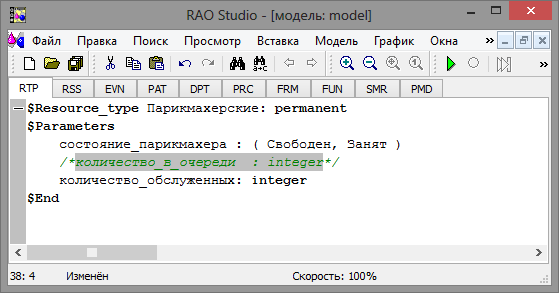 RAO Studio - [модель: model]
Файл Правка Поиск Просмотр Вставка Модель График Окна »
» »
RTP RSS EVN PAT DPT PRC FRM FUN SMR PMD
$Resource_type Парикмахерские: permanent
$Parameters
состояние_парикмахера : ( Свободен, Занят )
/*количество_в_очереди : integer*/
количество_обслуженных: integer
$End
38: 4 Изменён Скорость: 100%